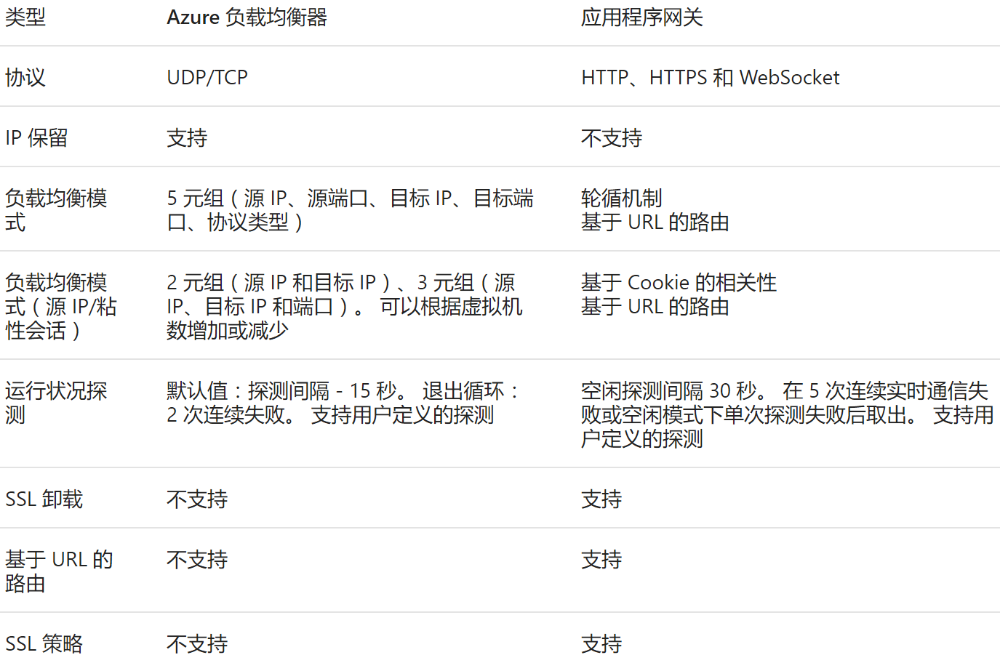 类型 Azure 负载均衡器 应用程序网关
协议 UDP/TCP HTTP、HTTPS 和 WebSocket
IP 保留 支持 不支持
负载均衡模 5 元组（源 IP、源端口、目标 IP、目标端 轮循机制
式 口、协议类型） 基于 URL 的路由
负载均衡模 2 元组（源 IP 和目标 IP）、3 元组（源 基于 Cookie 的相关性
式（源 IP/粘 IP、目标 IP 和端口）。 可以根据虚拟机 基于 URL 的路由
性会话） 数增加或减少
运行状况探 默认值：探测间隔 - 15 秒。 退出循环： 空闲探测间隔 30 秒。 在 5 次连续实时通信失
测 2 次连续失败。 支持用户定义的探测 败或空闲模式下单次探测失败后取出。 支持用
户定义的探测
SSL 卸载 不支持 支持
基于 URL 的 不支持 支持
路由
SSL 策略 不支持 支持